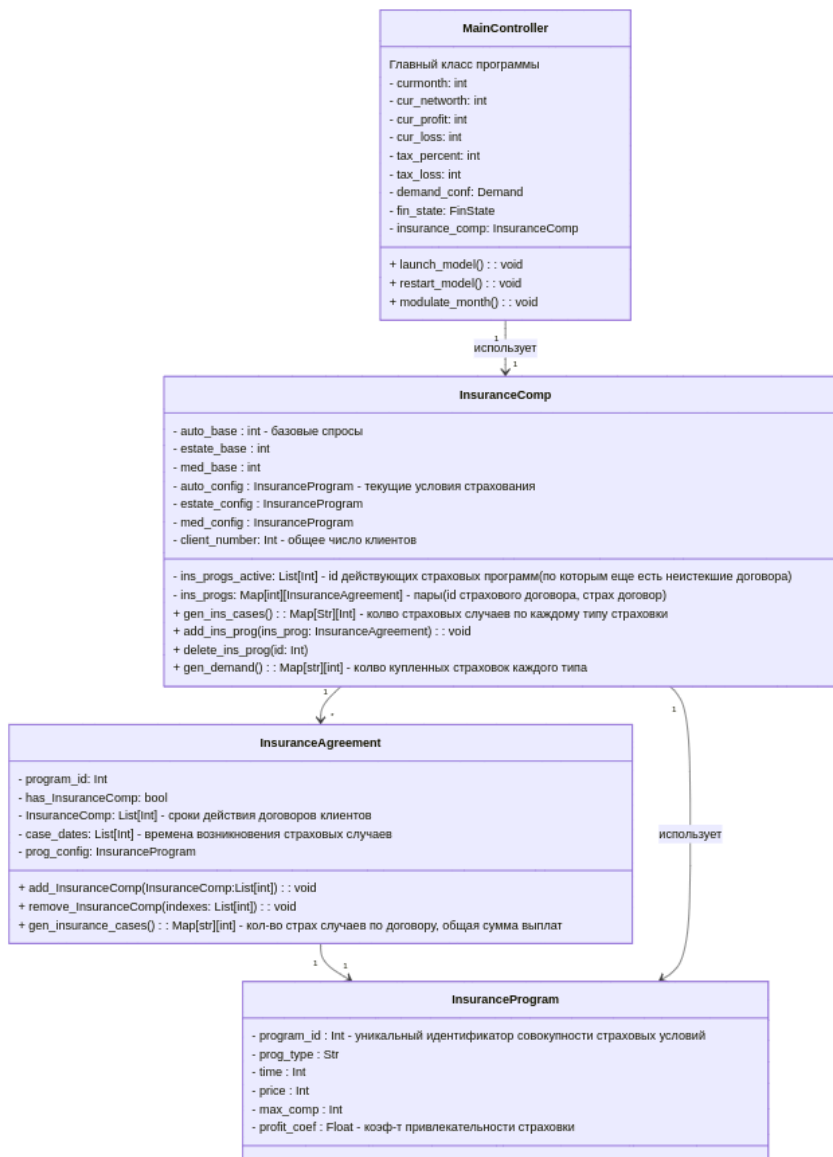 MainController
Главный класс программы
- curmonth: int
- cur_networth: int
- cur_profit: int
- cur_loss: int
- tax_percent: int
- tax_loss: int
- demand_conf: Demand
- fin_state: FinState
- insurance_comp: InsuranceComp
+ launch_model() : : void
+ restart_model() : : void
+ modulate_month() : : void
1
использует
1
InsuranceComp
- auto_base : int - базовые спросы
- estate_base : int
- med_base : int
- auto_config : InsuranceProgram - текущие условия страхования
- estate_config : InsuranceProgram
- med_config : InsuranceProgram
- client_number: Int - общее число клиентов
- ins_progs_active: List[Int] - id действующих страховых программ(по которым еще есть неистекшие договора)
- ins_progs: Map[int][InsuranceAgreement] - пары(id страхового договора, страх договор)
+ gen_ins_cases() : : Map[Str][Int] - колво страховых случаев по каждому типу страховки
+ add_ins_prog(ins_prog: InsuranceAgreement) : : void
+ delete_ins_prog(id: Int)
+ gen_demand() : : Map[str][int] - колво купленных страховок каждого типа
1
*
1
InsuranceAgreement
- program_id: Int
- has_InsuranceComp: bool
- InsuranceComp: List[Int] - сроки действия договоров клиентов
- case_dates: List[Int] - времена возникновения страховых случаев
- prog_config: InsuranceProgram
+ add_InsuranceComp(InsuranceComp:List[int]) : : void
+ remove_InsuranceComp(indexes: List[int]) : : void
+ gen_insurance_cases() : : Map[str][int] - кол-во страх случаев по договору, общая сумма выплат
использует
1
1
InsuranceProgram
- program_id : Int - уникальный идентификатор совокупности страховых условий
- prog_type : Str
- time : Int
- price : Int
- max_comp : Int
- profit_coef : Float - коэф-т привлекательности страховки